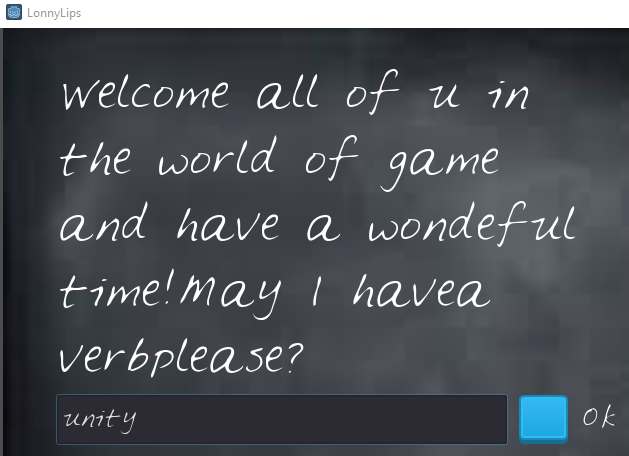 LonnyLips
Welcome all of u in
the world of game
and have a wondeful
time!May I havea
verbplease?
unity
Ok